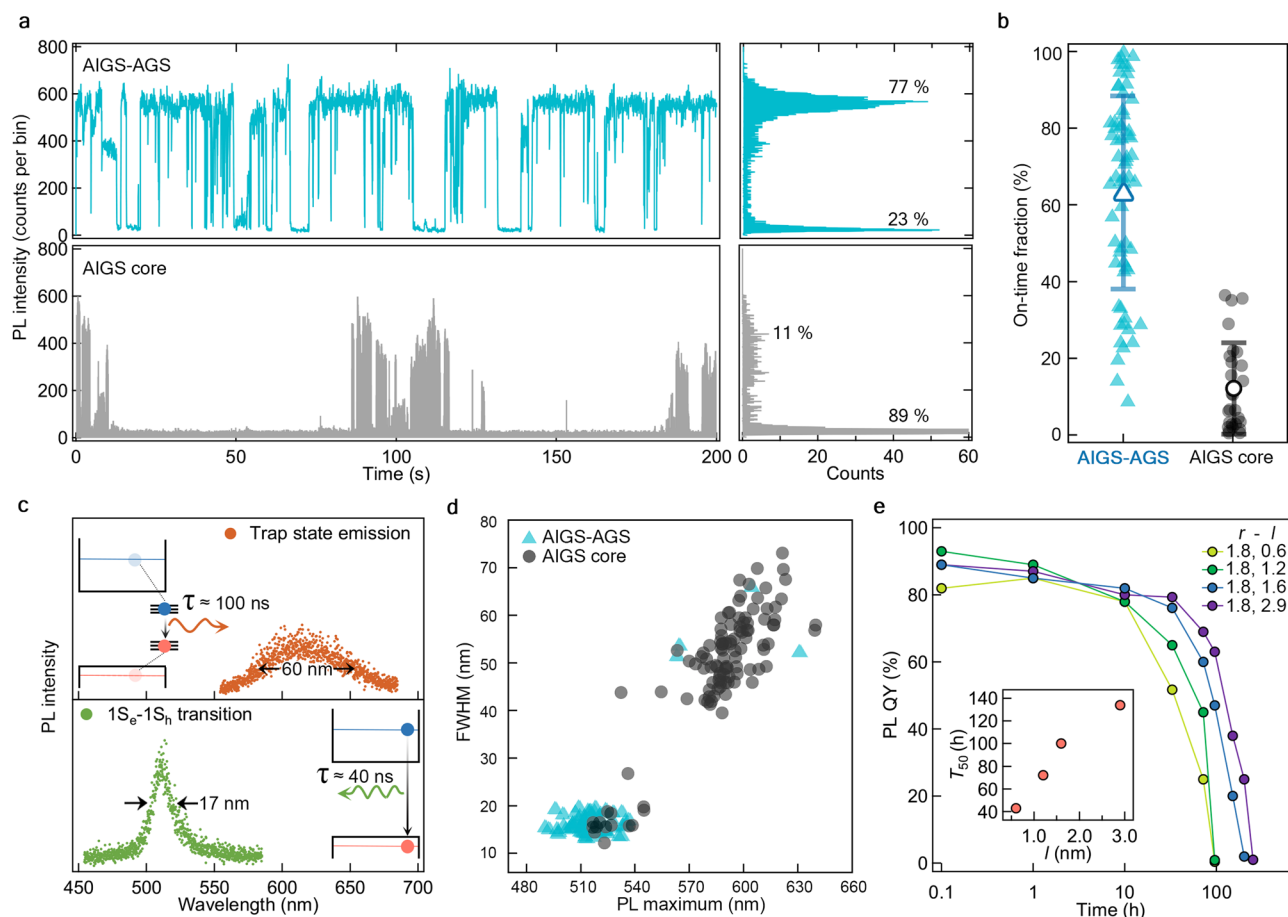 a
800
600
400
200
0
AIGS-AGS
77 %
23 %
800
600
400
200
0
AIGS core
11 %
89 %
PL intensity (counts per bin)
0 50 100 150 200
Time (s)
0 20 40 60
Counts
b
100
80
60
40
20
0
On-time fraction (%)
AIGS-AGS AIGS core
c
Trap state emission
τ ≈ 100 ns
60 nm
1Sₑ-1Sₕ transition
τ ≈ 40 ns
17 nm
PL intensity
450 500 550 600 650 700
Wavelength (nm)
d
80
70
60
50
40
30
20
10
FWHM (nm)
AIGS-AGS
AIGS core
480 510 540 570 600 630 660
PL maximum (nm)
e
100
80
60
40
20
0
PL QY (%)
r - l
1.8, 0.6
1.8, 1.2
1.8, 1.6
1.8, 2.9
140
120
100
80
60
40
T₅₀ (h)
1.0 2.0 3.0
l (nm)
0.1 1 10 100
Time (h)